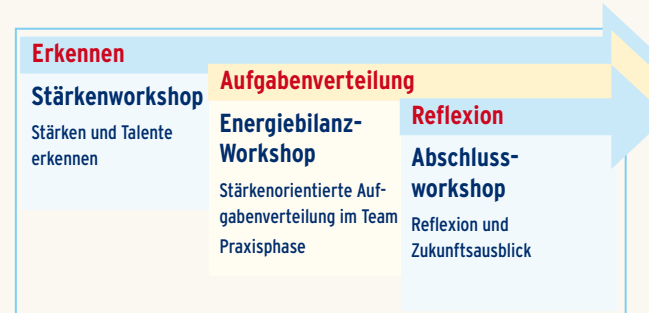 Erkennen
Stärkenworkshop
Stärken und Talente
erkennen
Aufgabenverteilung
Energiebilanz-
Workshop
Stärkenorientierte Auf-
gabenverteilung im Team
Praxisphase
Reflexion
Abschluss-
workshop
Reflexion und
Zukunftsausblick